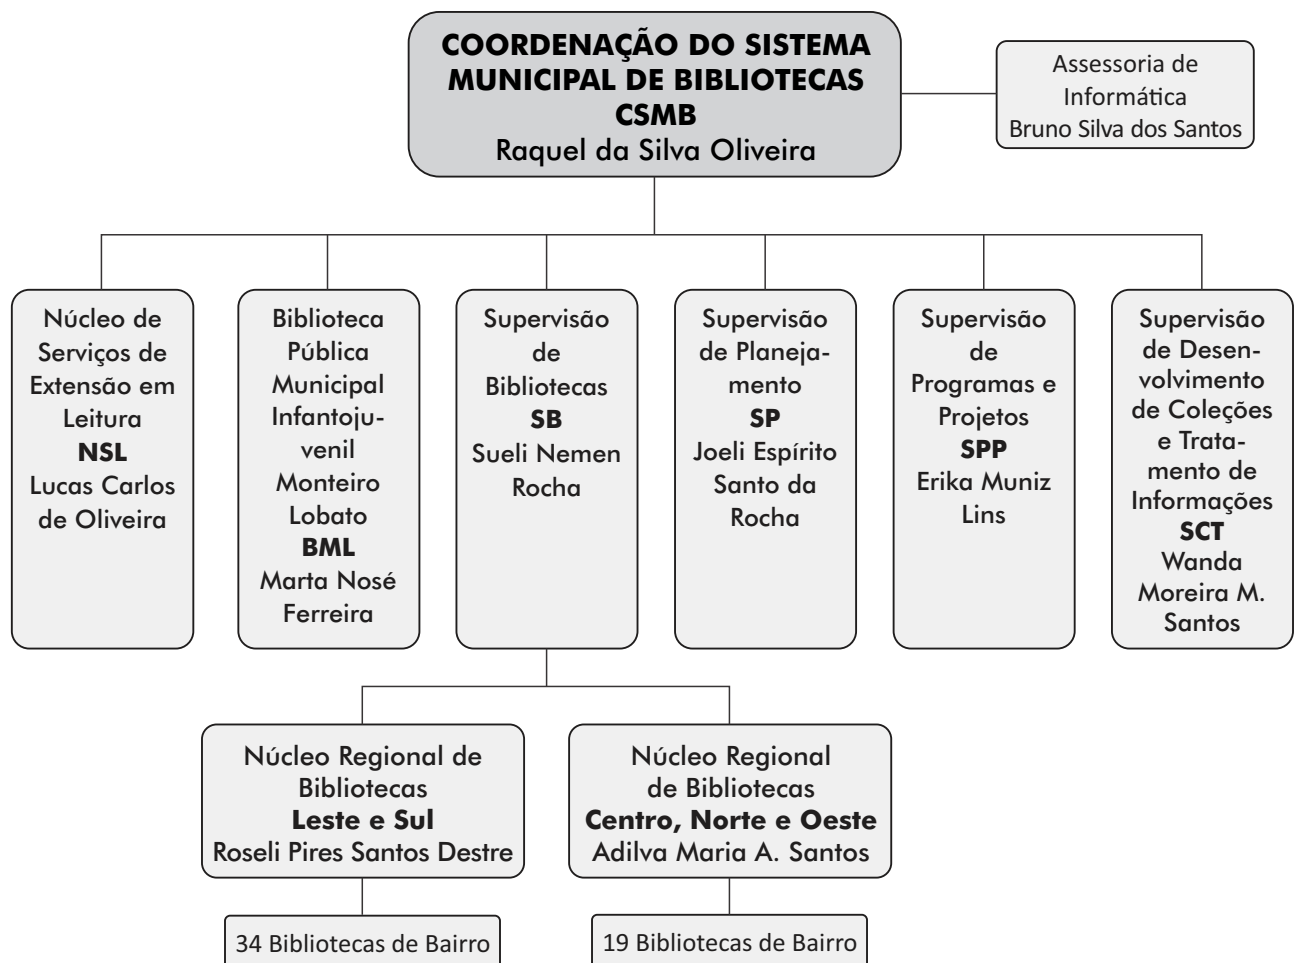 COORDENAÇÃO DO SISTEMA
MUNICIPAL DE BIBLIOTECAS
CSMB
Raquel da Silva Oliveira
Assessoria de
Informática
Bruno Silva dos Santos
Núcleo de
Serviços de
Extensão em
Leitura
NSL
Lucas Carlos
de Oliveira
Biblioteca
Pública
Municipal
Infantoju-
venil
Monteiro
Lobato
BML
Marta Nosé
Ferreira
Supervisão
de
Bibliotecas
SB
Sueli Nemen
Rocha
Supervisão
de Planeja-
mento
SP
Joeli Espírito
Santo da
Rocha
Supervisão
de
Programas e
Projetos
SPP
Erika Muniz
Lins
Supervisão
de Desen-
volvimento
de Coleções
e Trata-
mento de
Informações
SCT
Wanda
Moreira M.
Santos
Núcleo Regional de
Bibliotecas
Leste e Sul
Roseli Pires Santos Destre
Núcleo Regional
de Bibliotecas
Centro, Norte e Oeste
Adilva Maria A. Santos
34 Bibliotecas de Bairro
19 Bibliotecas de Bairro